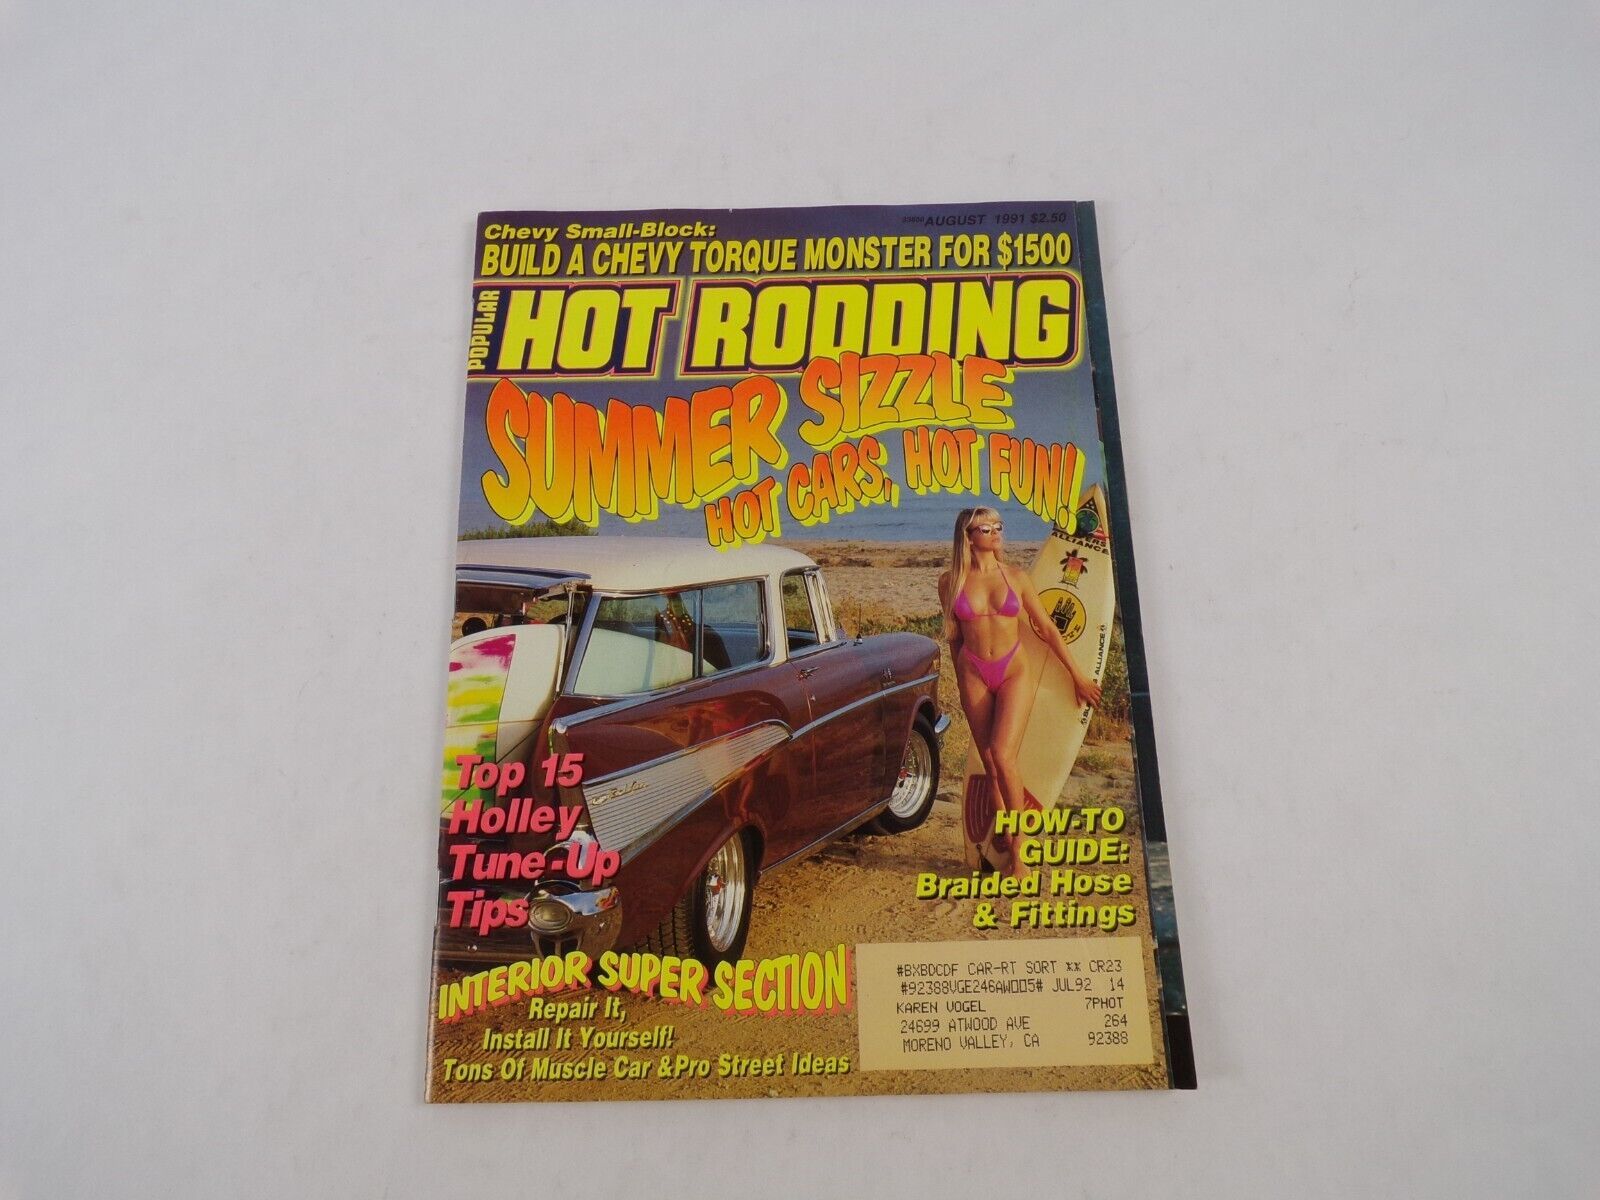 Chevy Small-Block:
33606 AUGUST 1991 $2.50
BUILD A CHEVY TORQUE MONSTER FOR $1500
POPULAR
HOT RODDING
SUMMER SIZZLE
HOT CARS, HOT FUN!
ALLIANCE
Bel Air
Top 15
Holley
Tune-Up
Tips
HOW-TO
GUIDE:
Braided Hose
& Fittings
INTERIOR SUPER SECTION
Repair It,
Install It Yourself!
Tons Of Muscle Car & Pro Street Ideas
#BXBDCDF CAR-RT SORT ** CR23
#92388VGE246AW005# JUL92 14
KAREN VOGEL 7PHOT
24699 ATWOOD AVE 264
MORENO VALLEY, CA 92388